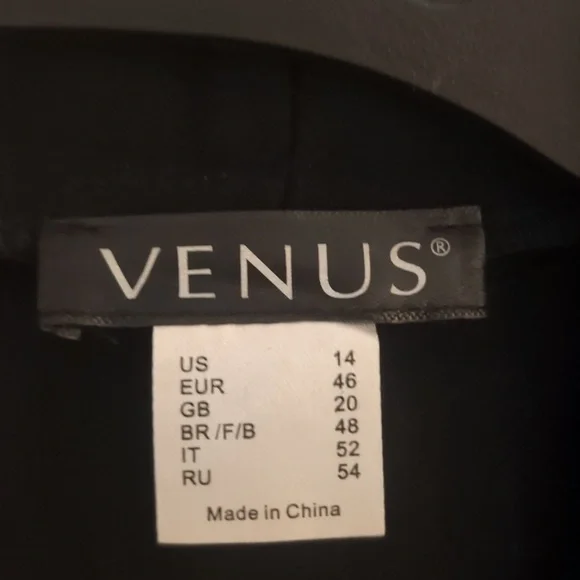 VENUS®
US 14
EUR 46
GB 20
BR/F/B 48
IT 52
RU 54
Made in China